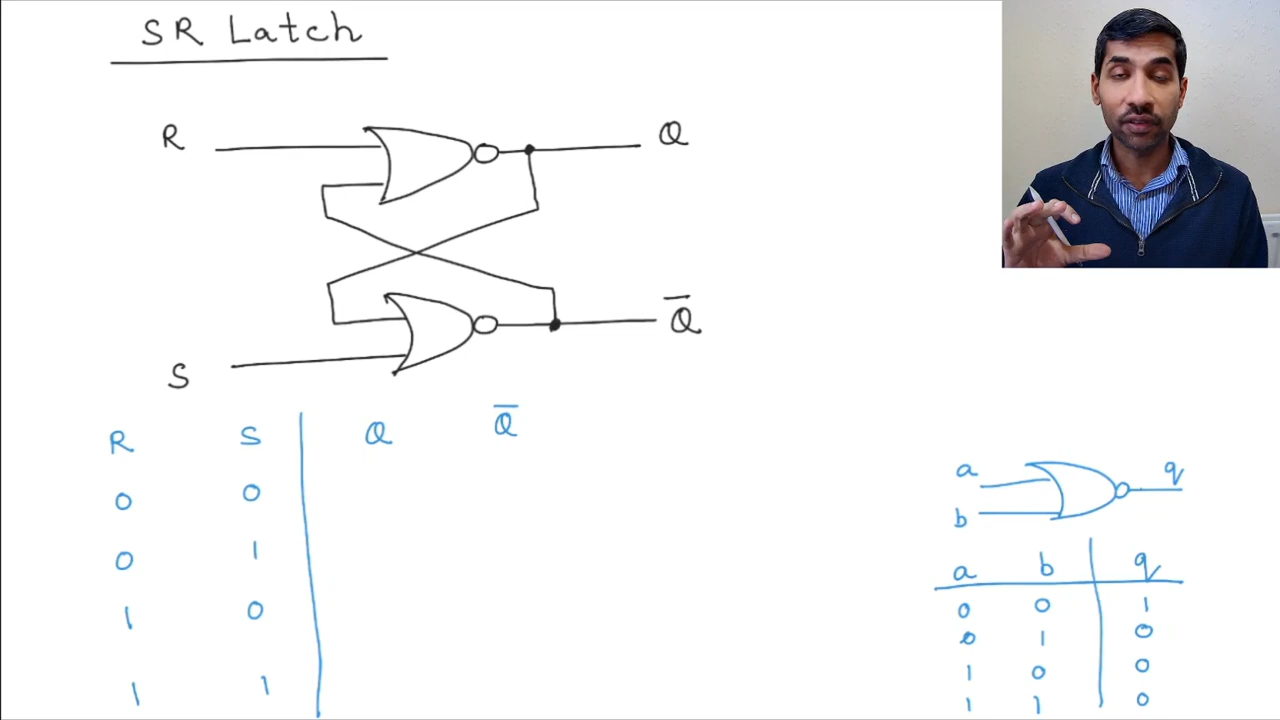 SR Latch
R Q
S Q̅
R S Q Q̅
0 0
0 1
1 0
1 1
a q
b
a b q
0 0 1
0 1 0
1 0 0
1 1 0